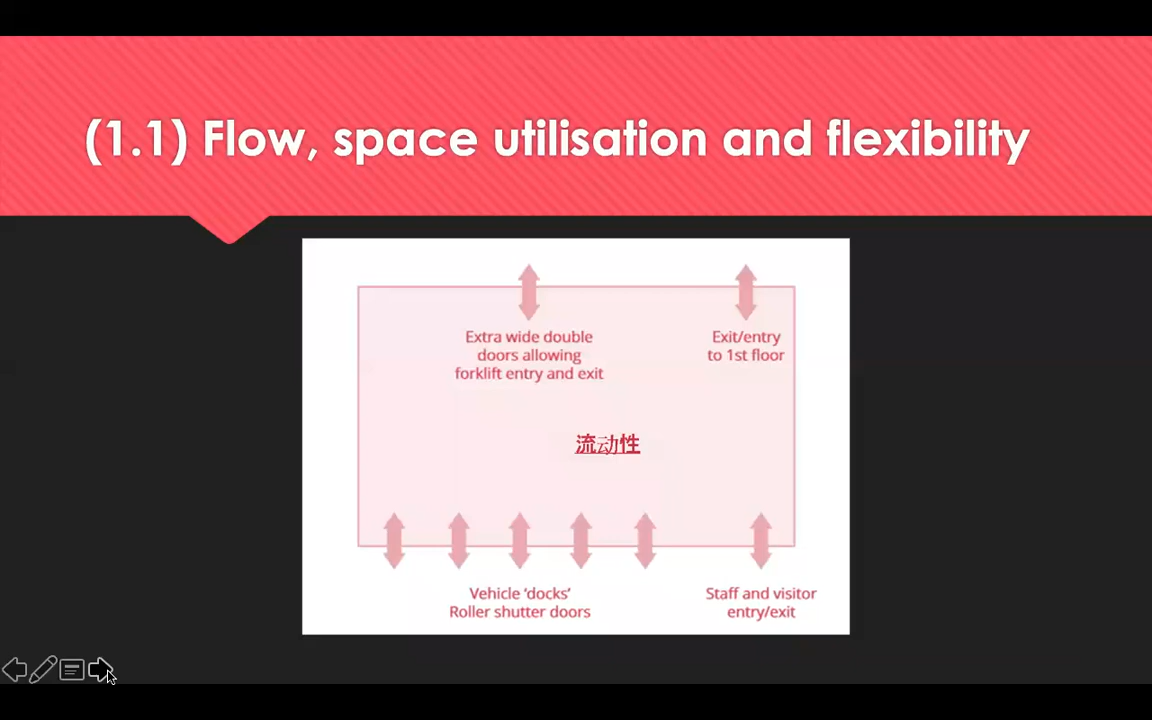 (1.1) Flow, space utilisation and flexibility
Extra wide double
doors allowing
forklift entry and exit
Exit/entry
to 1st floor
流动性
Vehicle ‘docks’
Roller shutter doors
Staff and visitor
entry/exit